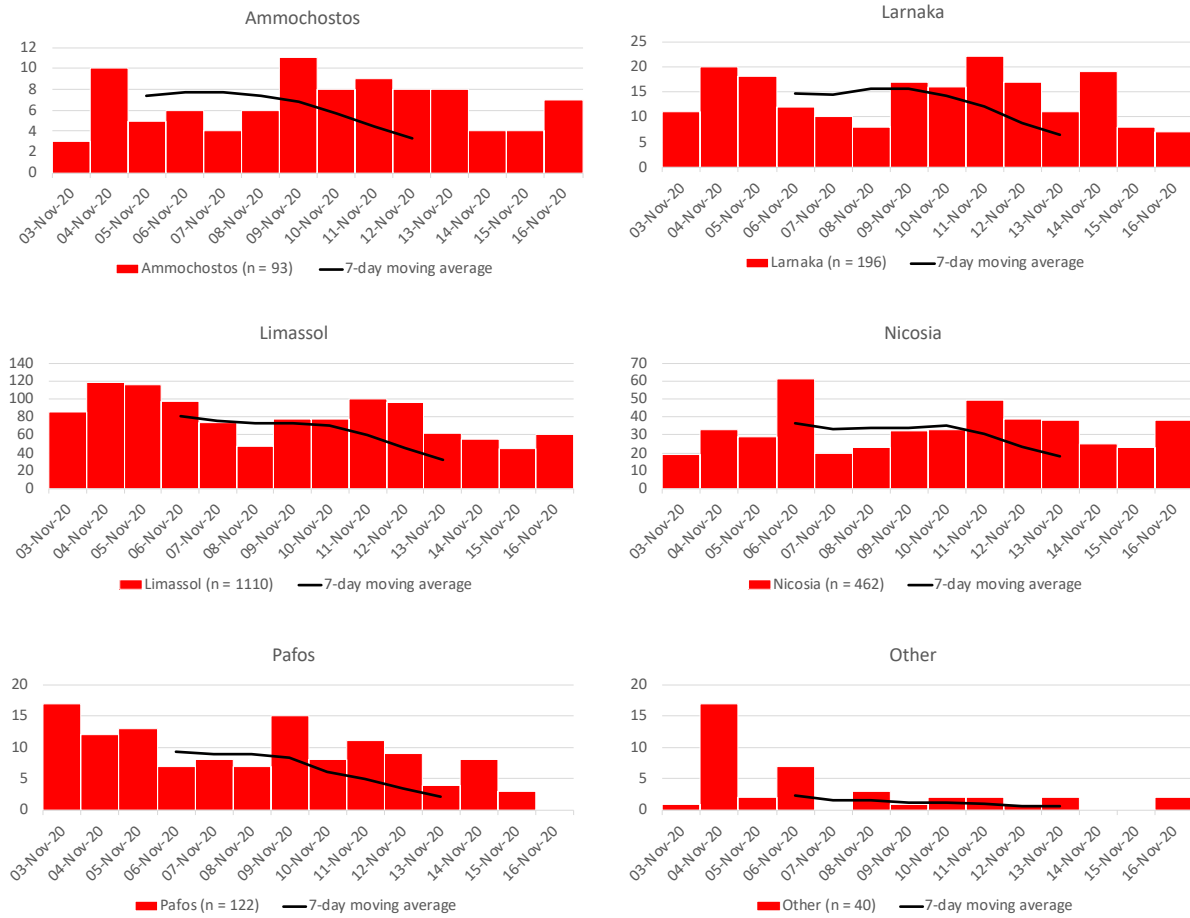 Ammochostos
12
10
8
6
4
2
0
03-Nov-20
04-Nov-20
05-Nov-20
06-Nov-20
07-Nov-20
08-Nov-20
09-Nov-20
10-Nov-20
11-Nov-20
12-Nov-20
13-Nov-20
14-Nov-20
15-Nov-20
16-Nov-20
Ammochostos (n = 93) 7-day moving average
Larnaka
25
20
15
10
5
0
03-Nov-20
04-Nov-20
05-Nov-20
06-Nov-20
07-Nov-20
08-Nov-20
09-Nov-20
10-Nov-20
11-Nov-20
12-Nov-20
13-Nov-20
14-Nov-20
15-Nov-20
16-Nov-20
Larnaka (n = 196) 7-day moving average
Limassol
140
120
100
80
60
40
20
0
03-Nov-20
04-Nov-20
05-Nov-20
06-Nov-20
07-Nov-20
08-Nov-20
09-Nov-20
10-Nov-20
11-Nov-20
12-Nov-20
13-Nov-20
14-Nov-20
15-Nov-20
16-Nov-20
Limassol (n = 1110) 7-day moving average
Nicosia
70
60
50
40
30
20
10
0
03-Nov-20
04-Nov-20
05-Nov-20
06-Nov-20
07-Nov-20
08-Nov-20
09-Nov-20
10-Nov-20
11-Nov-20
12-Nov-20
13-Nov-20
14-Nov-20
15-Nov-20
16-Nov-20
Nicosia (n = 462) 7-day moving average
Pafos
20
15
10
5
0
03-Nov-20
04-Nov-20
05-Nov-20
06-Nov-20
07-Nov-20
08-Nov-20
09-Nov-20
10-Nov-20
11-Nov-20
12-Nov-20
13-Nov-20
14-Nov-20
15-Nov-20
16-Nov-20
Pafos (n = 122) 7-day moving average
Other
20
15
10
5
0
03-Nov-20
04-Nov-20
05-Nov-20
06-Nov-20
07-Nov-20
08-Nov-20
09-Nov-20
10-Nov-20
11-Nov-20
12-Nov-20
13-Nov-20
14-Nov-20
15-Nov-20
16-Nov-20
Other (n = 40) 7-day moving average